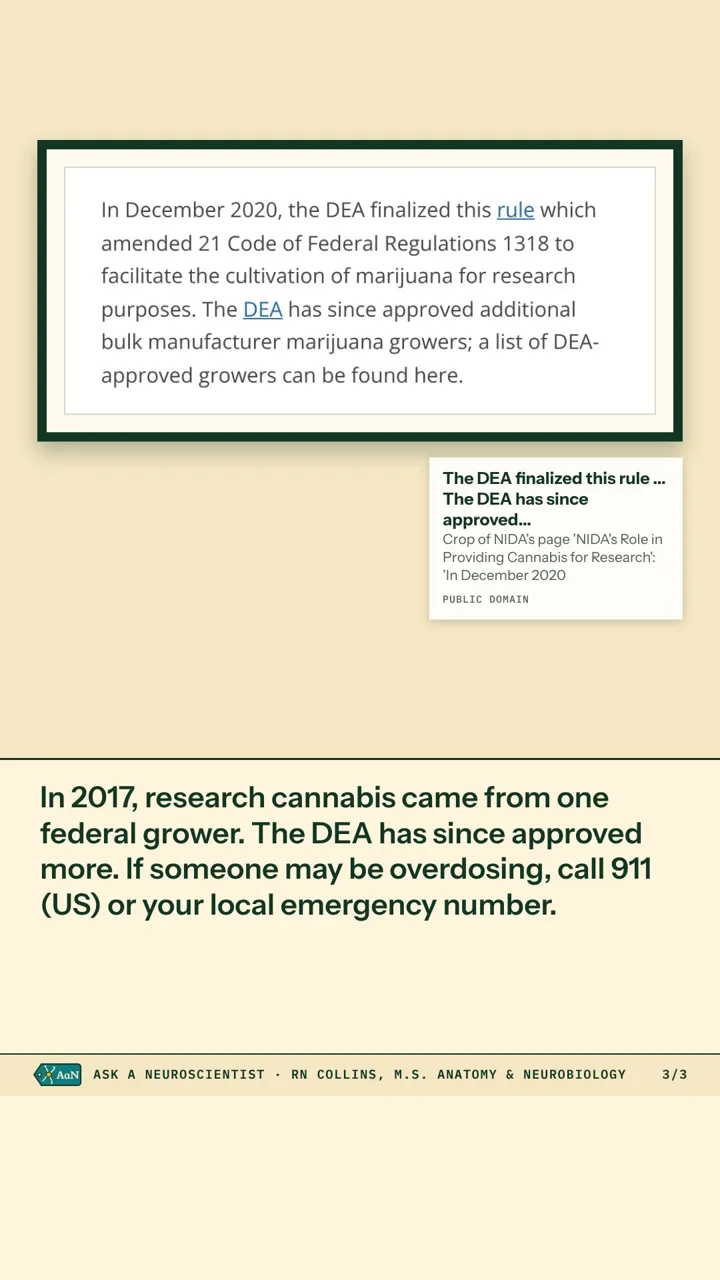 In December 2020, the DEA finalized this rule which
amended 21 Code of Federal Regulations 1318 to
facilitate the cultivation of marijuana for research
purposes. The DEA has since approved additional
bulk manufacturer marijuana growers; a list of DEA-
approved growers can be found here.
The DEA finalized this rule ...
The DEA has since
approved...
Crop of NIDA's page 'NIDA's Role in
Providing Cannabis for Research':
'In December 2020
PUBLIC DOMAIN
In 2017, research cannabis came from one
federal grower. The DEA has since approved
more. If someone may be overdosing, call 911
(US) or your local emergency number.
AaN ASK A NEUROSCIENTIST · RN COLLINS, M.S. ANATOMY & NEUROBIOLOGY 3/3